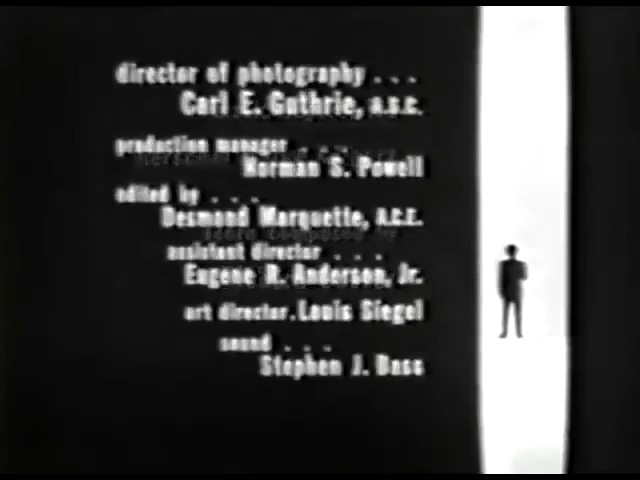 director of photography . . .
Carl E. Guthrie, A.S.C.
production manager . . .
Norman S. Powell
edited by . . .
Desmond Marquette, A.C.E.
assistant director . . .
Eugene R. Anderson, Jr.
art director. Louis Siegel
sound . . .
Stephen J. Bass